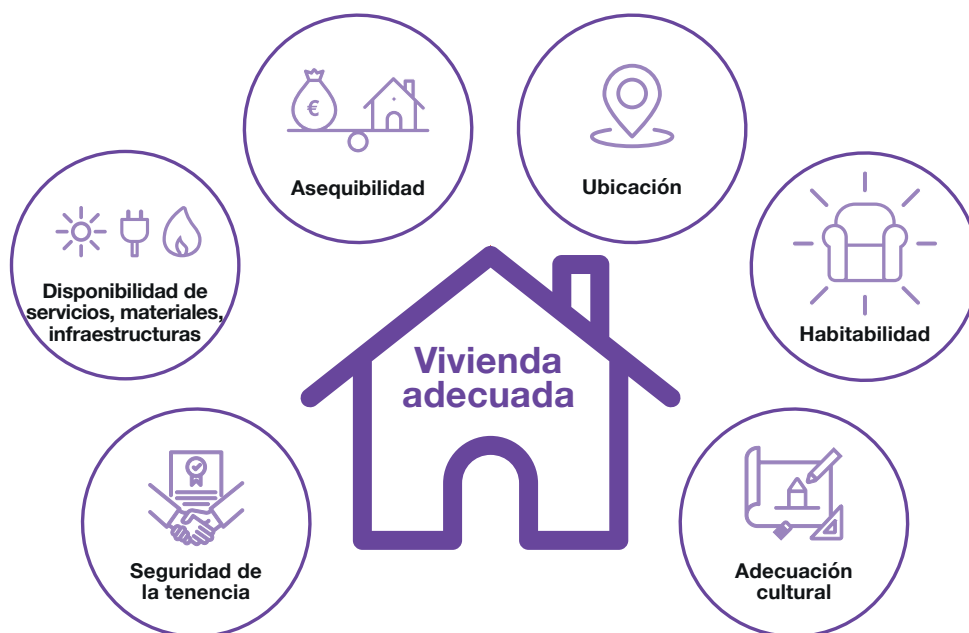 €
Asequibilidad
Ubicación
Disponibilidad de
servicios, materiales,
infraestructuras
Habitabilidad
Vivienda
adecuada
Seguridad de
la tenencia
Adecuación
cultural